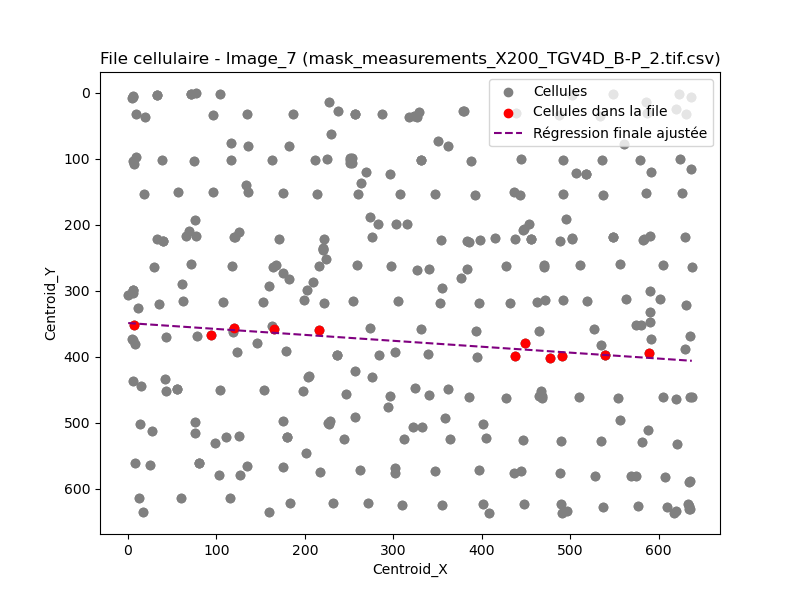 File cellulaire - Image_7 (mask_measurements_X200_TGV4D_B-P_2.tif.csv)
Cellules
Cellules dans la file
Régression finale ajustée
Centroid_Y
0
100
200
300
400
500
600
0 100 200 300 400 500 600
Centroid_X